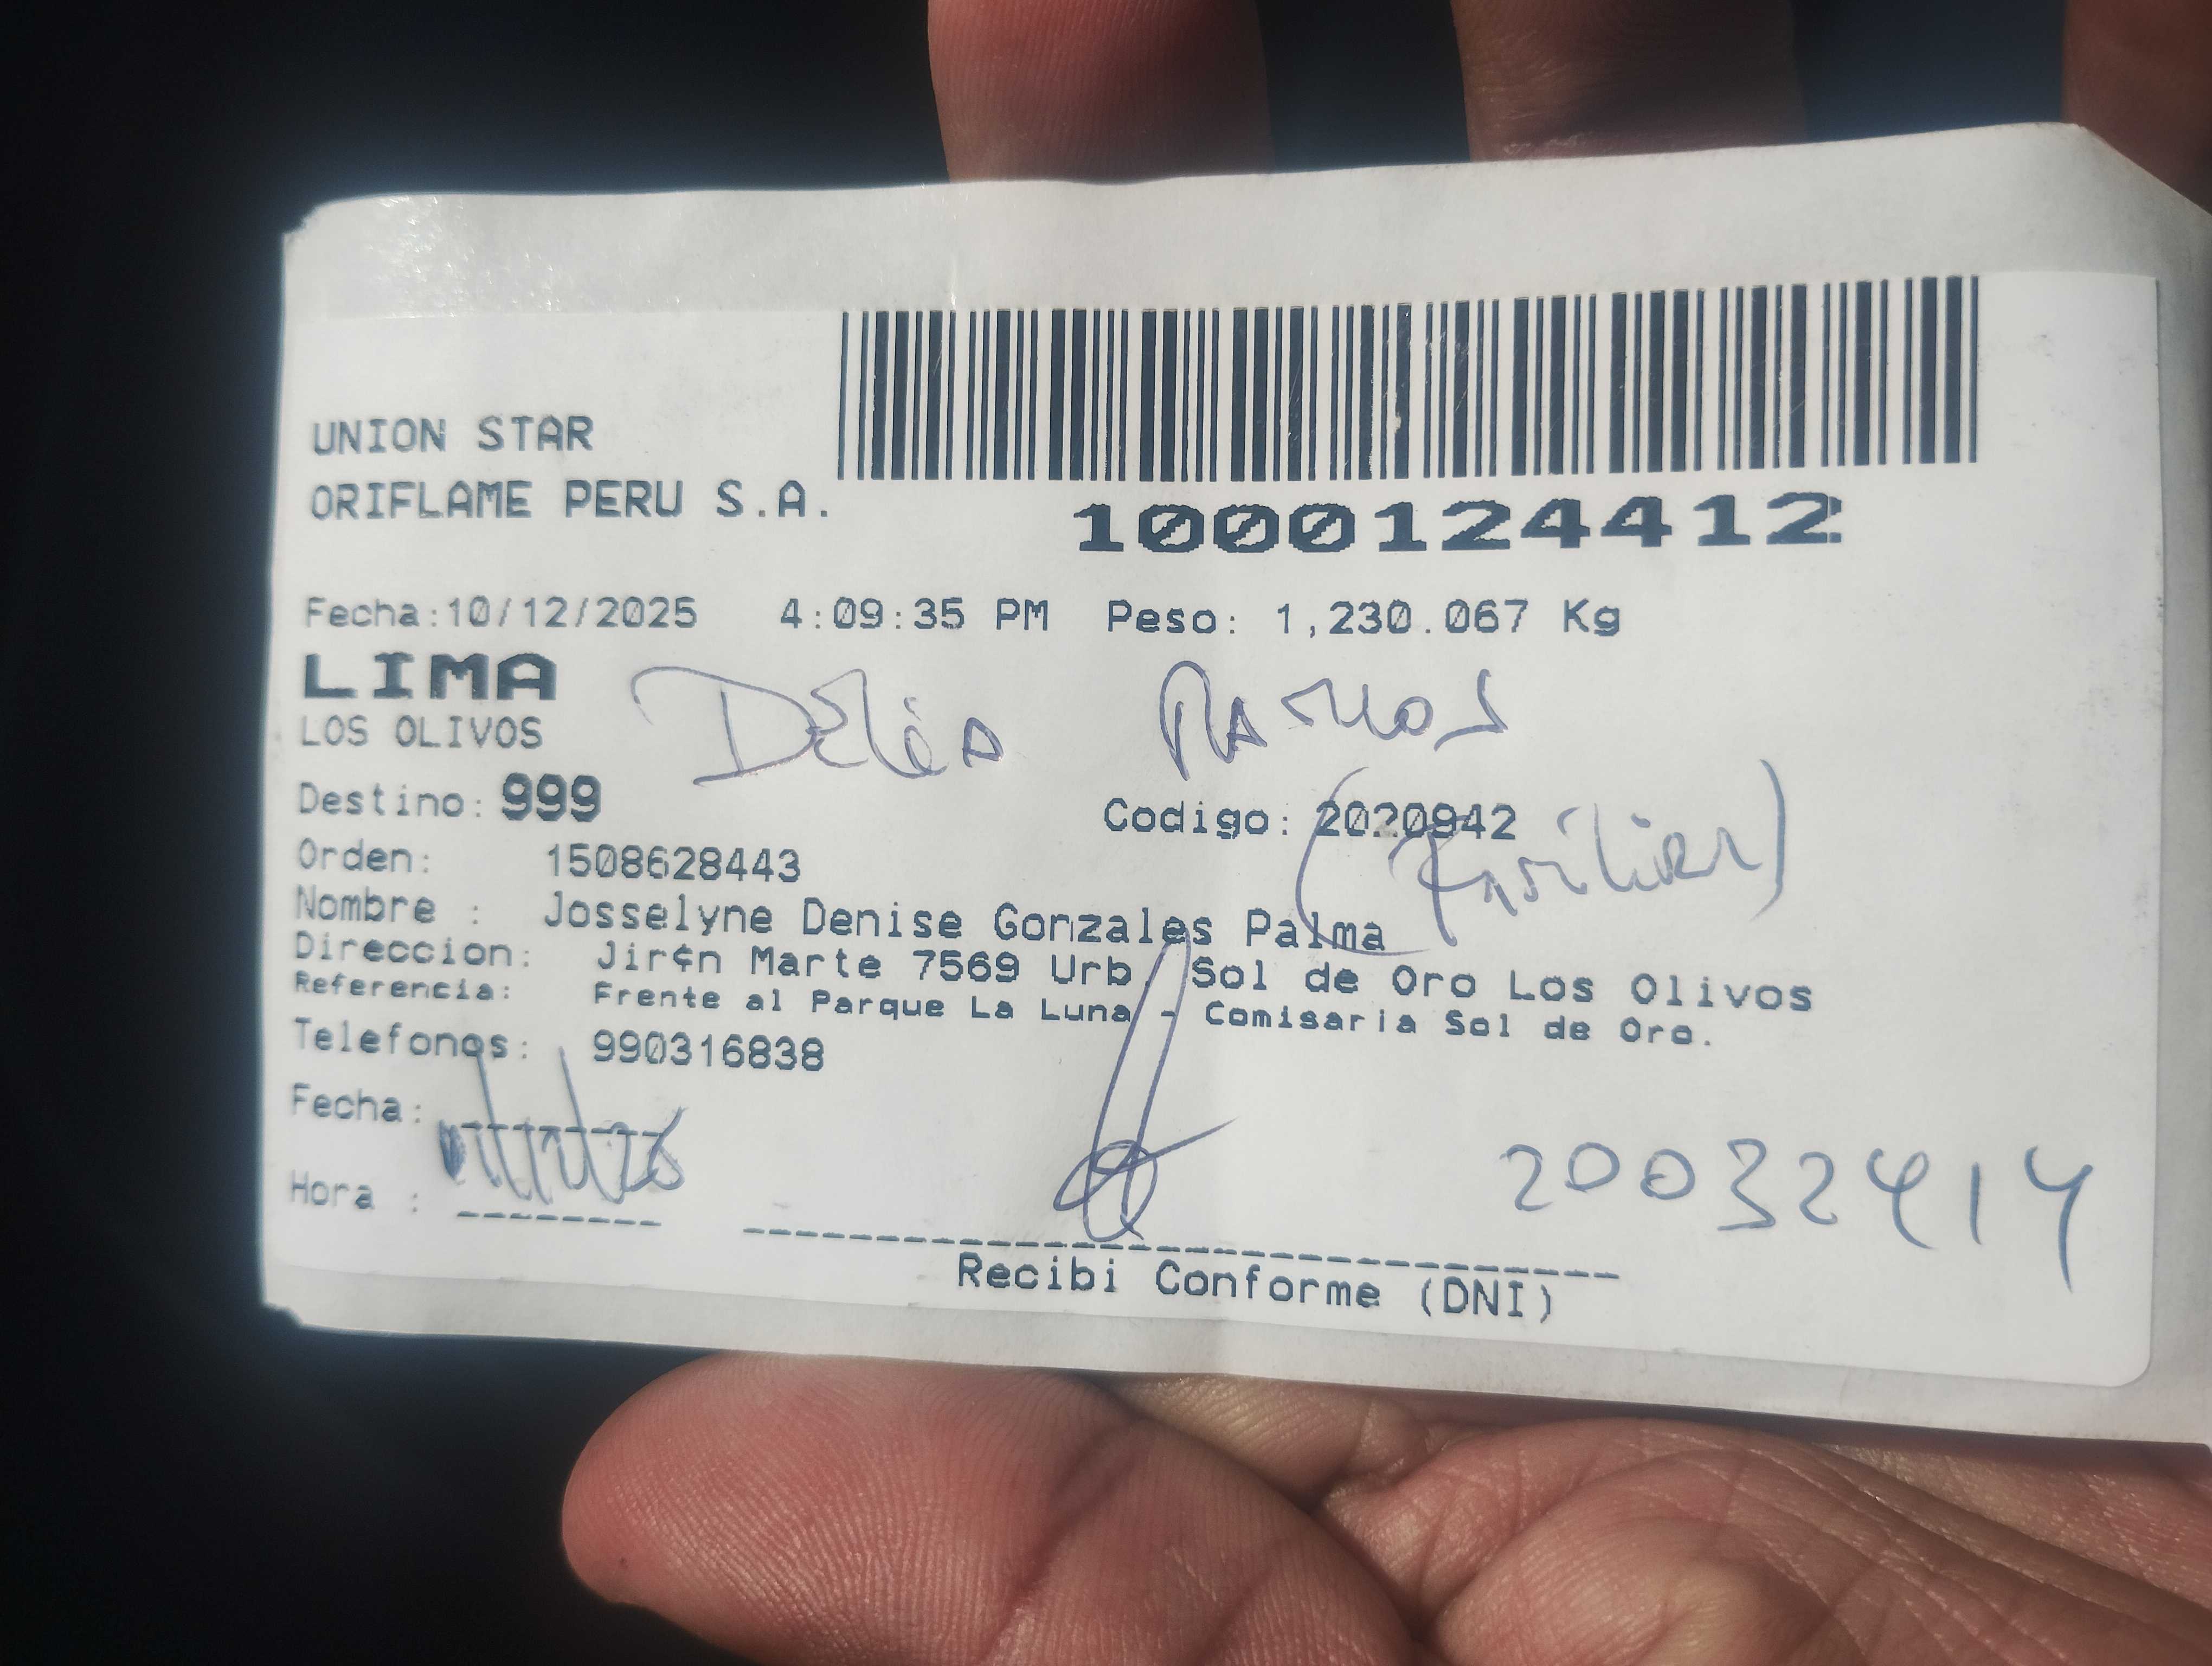 UNION STAR
ORIFLAME PERU S.A.
1000124412
Fecha:10/12/2025 4:09:35 PM Peso: 1,230.067 Kg
LIMA
LOS OLIVOS
Delia Ramos
Destino: 999 Codigo: 2020942
(Familiar)
Orden: 1508628443
Nombre : Josselyne Denise Gonzales Palma
Direccion: Jir¢n Marte 7569 Urb. Sol de Oro Los Olivos
Referencia: Frente al Parque La Luna - Comisaria Sol de Oro.
Telefonos: 990316838
Fecha:
20032414
Hora :
Recibi Conforme (DNI)